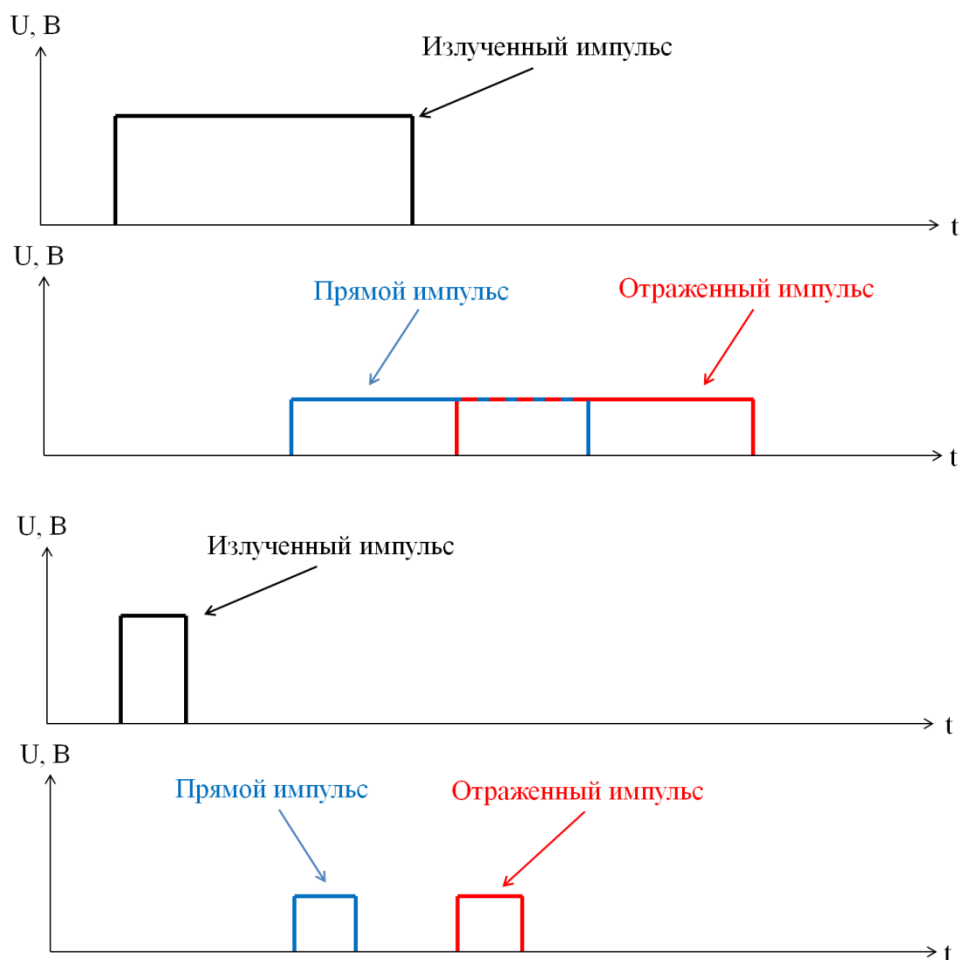 U, В
Излученный импульс
t
U, В
Прямой импульс
Отраженный импульс
t
U, В
Излученный импульс
t
U, В
Прямой импульс
Отраженный импульс
t